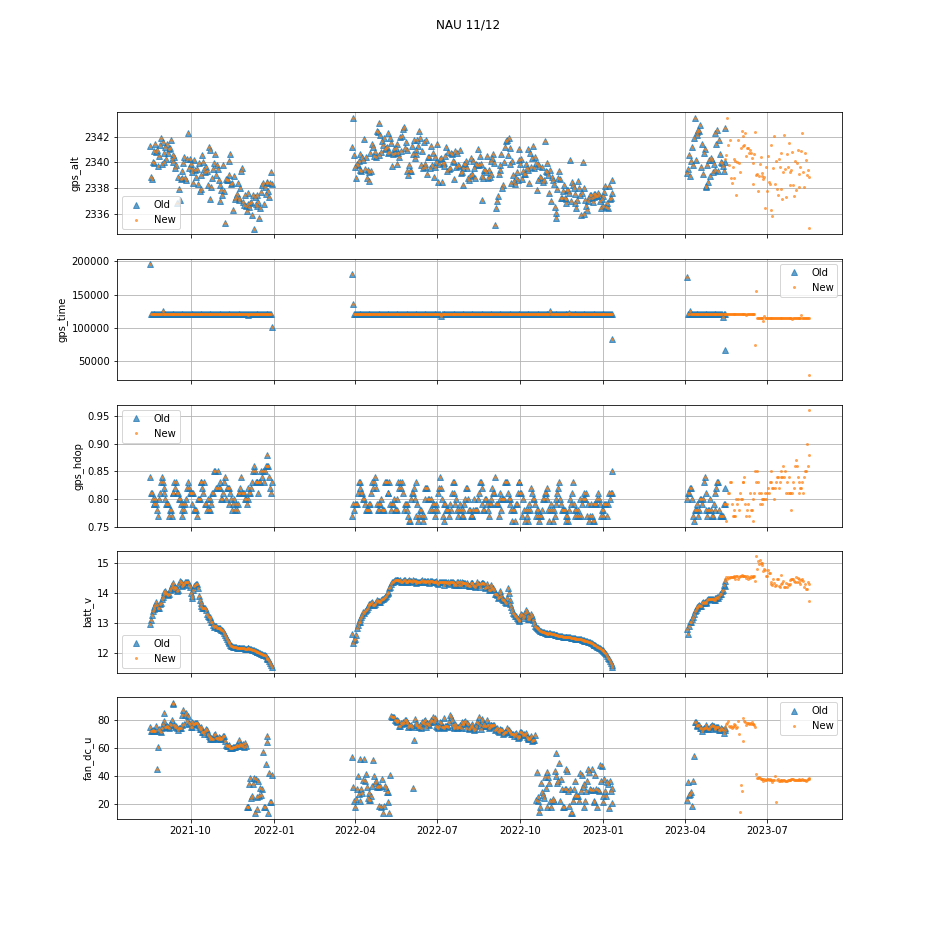 NAU 11/12
gps_alt
2342
2340
2338
2336
Old
New
gps_time
200000
150000
100000
50000
Old
New
gps_hdop
0.95
0.90
0.85
0.80
0.75
Old
New
batt_v
15
14
13
12
Old
New
fan_dc_u
80
60
40
20
Old
New
2021-10 2022-01 2022-04 2022-07 2022-10 2023-01 2023-04 2023-07